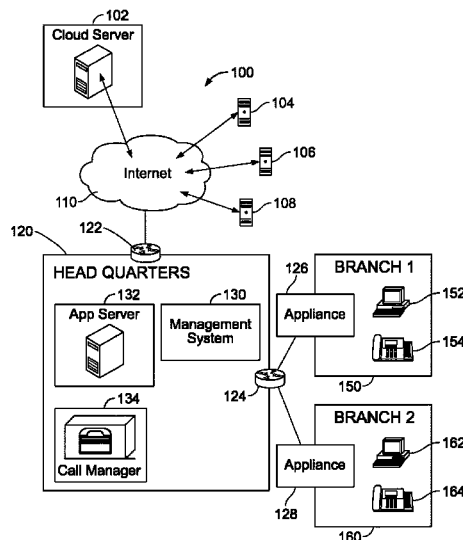 102
Cloud Server
100
104
106
Internet
110
108
122
120
126
HEAD QUARTERS
BRANCH 1
132
130
App Server
Management
System
Appliance
152
154
124
150
134
BRANCH 2
Call Manager
Appliance
162
164
128
160